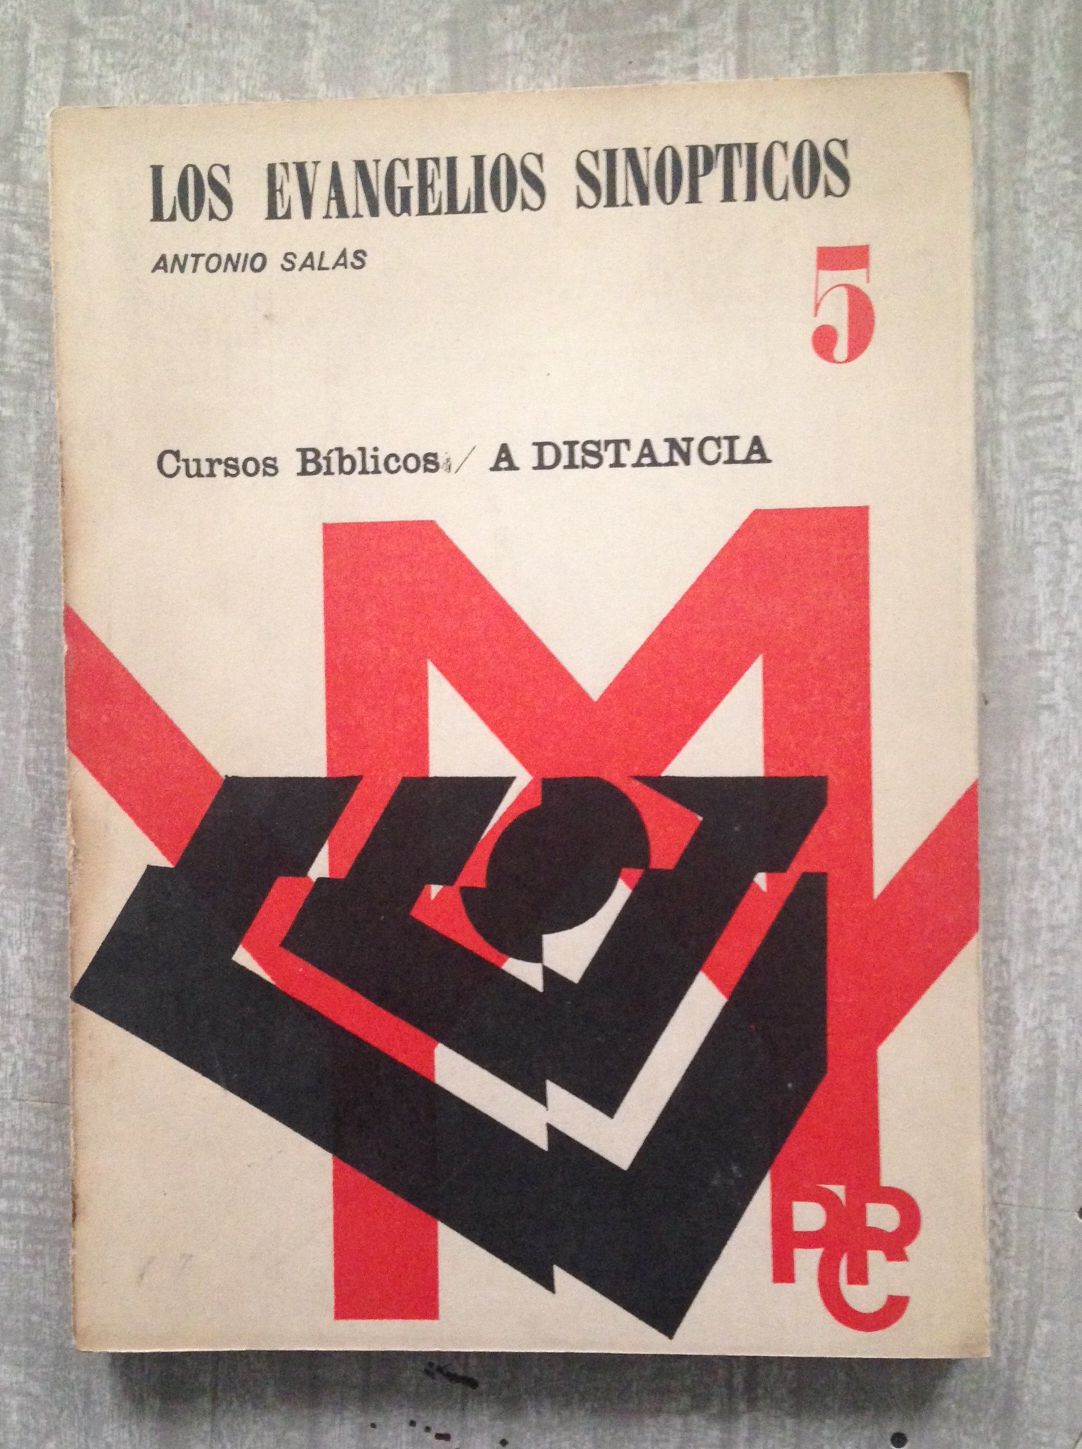 LOS EVANGELIOS SINOPTICOS
ANTONIO SALAS
5
Cursos Bíblicos / A DISTANCIA
PPC